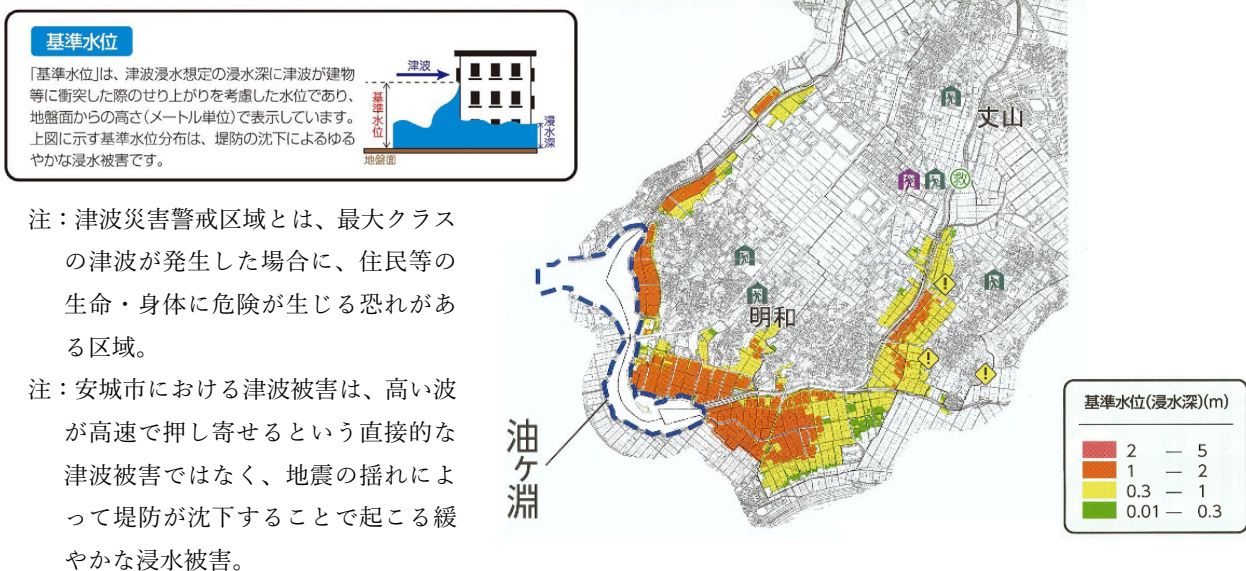 基準水位
「基準水位」は、津波浸水想定の浸水深に津波が建物
等に衝突した際のせり上がりを考慮した水位であり、
地盤面からの高さ(メートル単位)で表示しています。
上図に示す基準水位分布は、堤防の沈下によるゆる
やかな浸水被害です。
津波
基準水位
浸水深
地盤面
注：津波災害警戒区域とは、最大クラス
の津波が発生した場合に、住民等の
生命・身体に危険が生じる恐れがあ
る区域。
注：安城市における津波被害は、高い波
が高速で押し寄せるという直接的な
津波被害ではなく、地震の揺れによ
って堤防が沈下することで起こる緩
やかな浸水被害。
丈山
救
明和
油ヶ淵
基準水位(浸水深)(m)
2 — 5
1 — 2
0.3 — 1
0.01 — 0.3